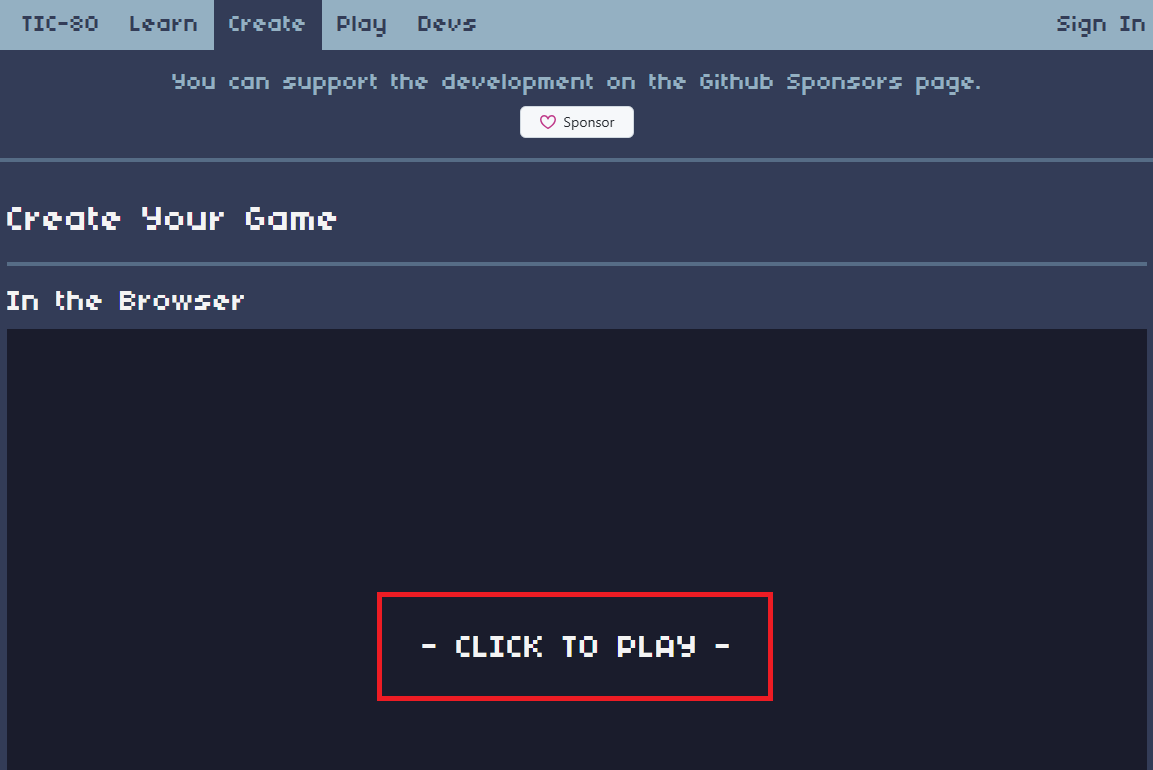 TIC-80 Learn Create Play Devs Sign In
You can support the development on the Github Sponsors page.
Sponsor
Create Your Game
In the Browser
- CLICK TO PLAY -